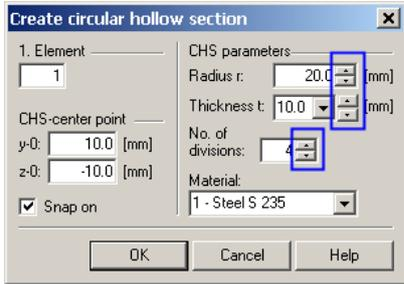 Create circular hollow section
1. Element
1
CHS-center point
y-0: 10.0 [mm]
z-0: -10.0 [mm]
Snap on
CHS parameters
Radius r: 20.0 [mm]
Thickness t: 10.0 [mm]
No. of
divisions: 4
Material:
1 - Steel S 235
OK Cancel Help